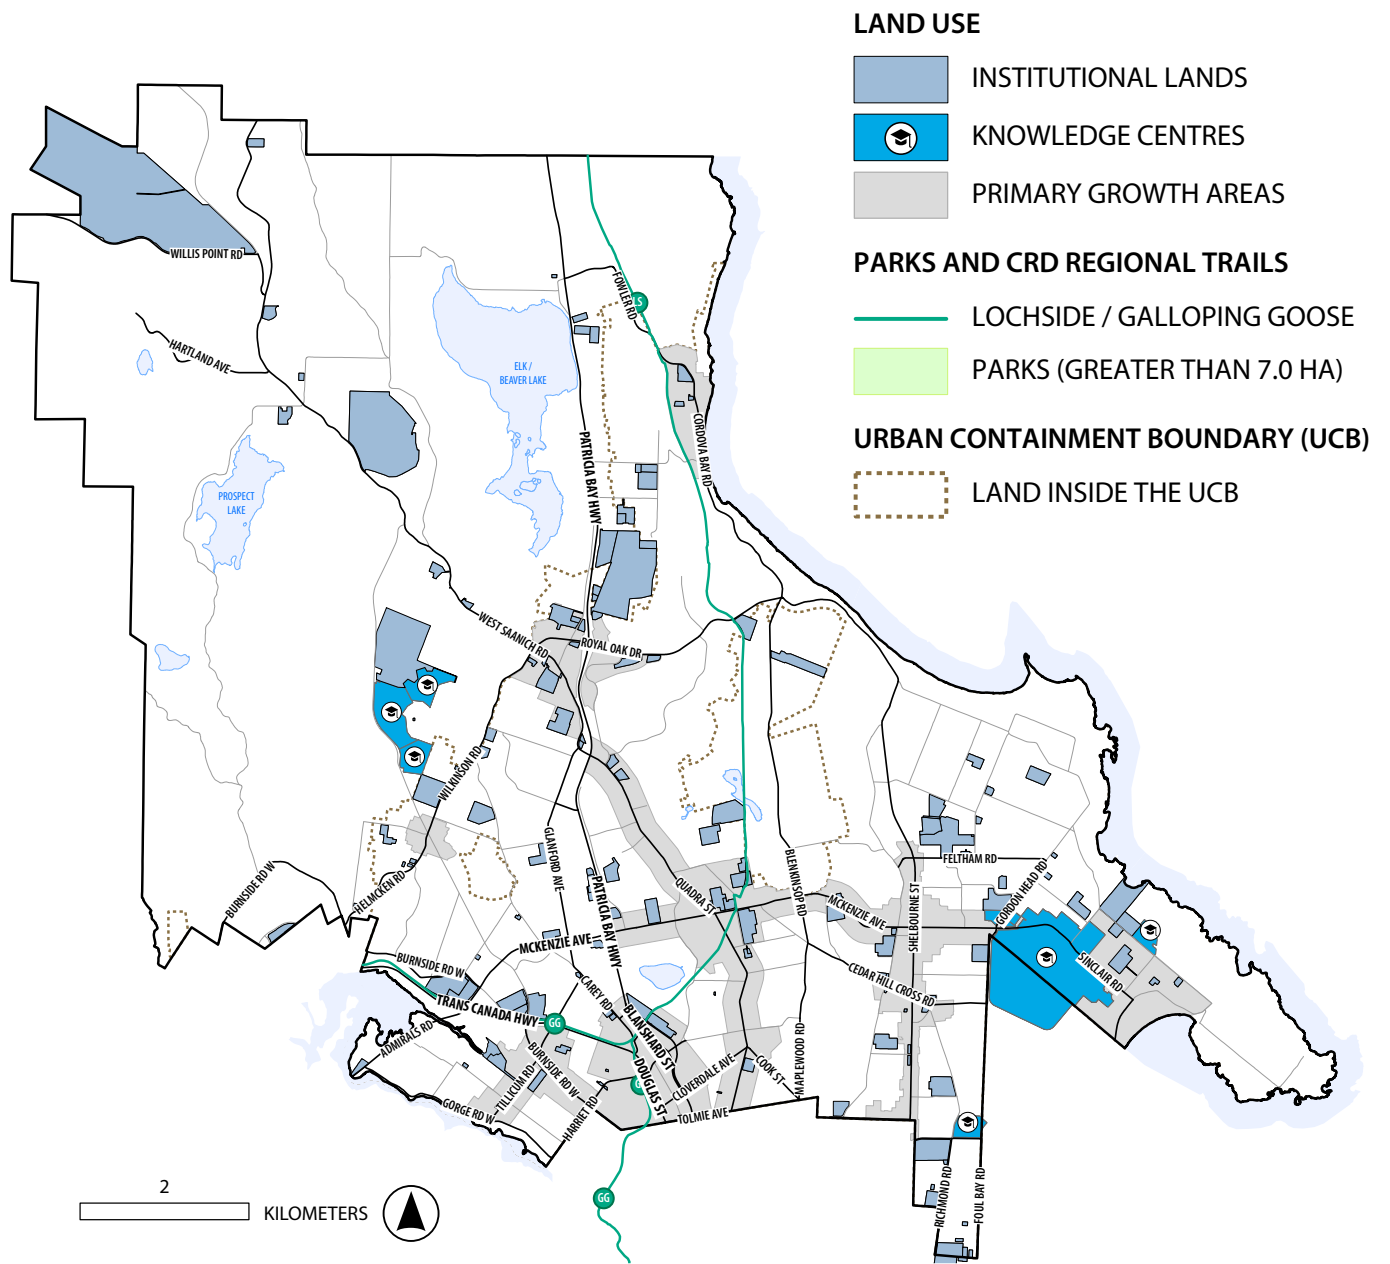 LAND USE
INSTITUTIONAL LANDS
KNOWLEDGE CENTRES
PRIMARY GROWTH AREAS
PARKS AND CRD REGIONAL TRAILS
LOCHSIDE / GALLOPING GOOSE
PARKS (GREATER THAN 7.0 HA)
URBAN CONTAINMENT BOUNDARY (UCB)
LAND INSIDE THE UCB
WILLIS POINT RD
HARTLAND AVE
ELK /
BEAVER LAKE
PROSPECT
LAKE
FOWLER RD
LS
CORDOVA BAY RD
PATRICIA BAY HWY
WEST SAANICH RD
ROYAL OAK DR
WILKINSON RD
GLANFORD AVE
PATRICIA BAY HWY
QUADRA ST
BLENKINSOP RD
MCKENZIE AVE
SHELBOURNE ST
FELTHAM RD
GORDON HEAD RD
SINCLAIR RD
CEDAR HILL CROSS RD
BURNSIDE RD W
HELMCKEN RD
MCKENZIE AVE
BURNSIDE RD W
TRANS CANADA HWY
GG
CAREY RD
BLANSHARD ST
ADMIRALS RD
TILLICUM RD
BURNSIDE RD W
GORGE RD W
HARRIET RD
DOUGLAS ST
CLOVERDALE AVE
COOK ST
MAPLEWOOD RD
TOLMIE AVE
GG
RICHMOND RD
FOUL BAY RD
2
KILOMETERS